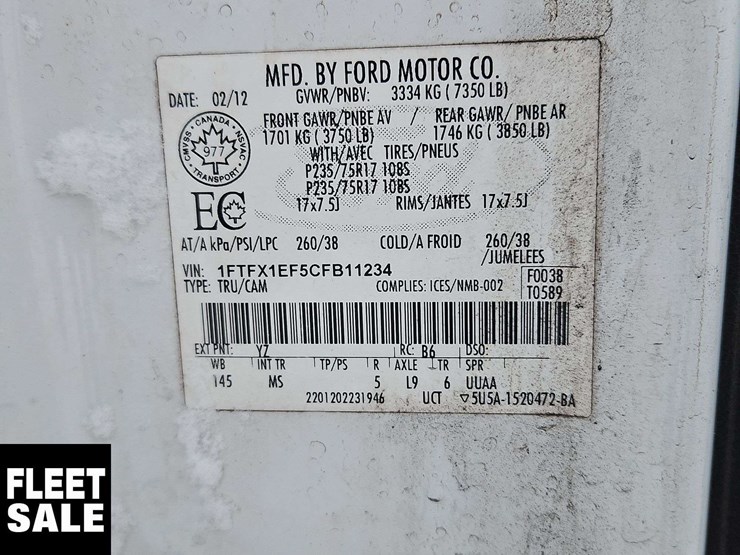 MFD. BY FORD MOTOR CO.
DATE: 02/12 GVWR/PNBV: 3334 KG ( 7350 LB)
FRONT GAWR/PNBE AV / REAR GAWR/ PNBE AR
1701 KG ( 3750 LB) 1746 KG ( 3850 LB)
WITH/AVEC TIRES/PNEUS
P235/75R17 108S
P235/75R17 108S
17x7.5J RIMS/JANTES 17x7.5J
CMVSS · CANADA · NSVAC
977
TRANSPORT
EC
AT/A kPa/PSI/LPC 260/38 COLD/A FROID 260/38
/JUMELEES
VIN: 1FTFX1EF5CFB11234
F0038
TYPE: TRU/CAM COMPLIES: ICES/NMB-002
T0589
EXT PNT: YZ RC: B6 DSO:
WB INT TR TP/PS R AXLE TR SPR
145 MS 5 L9 6 UUAA
2201202231946 UCT ▽5U5A-1520472-BA
FLEET
SALE